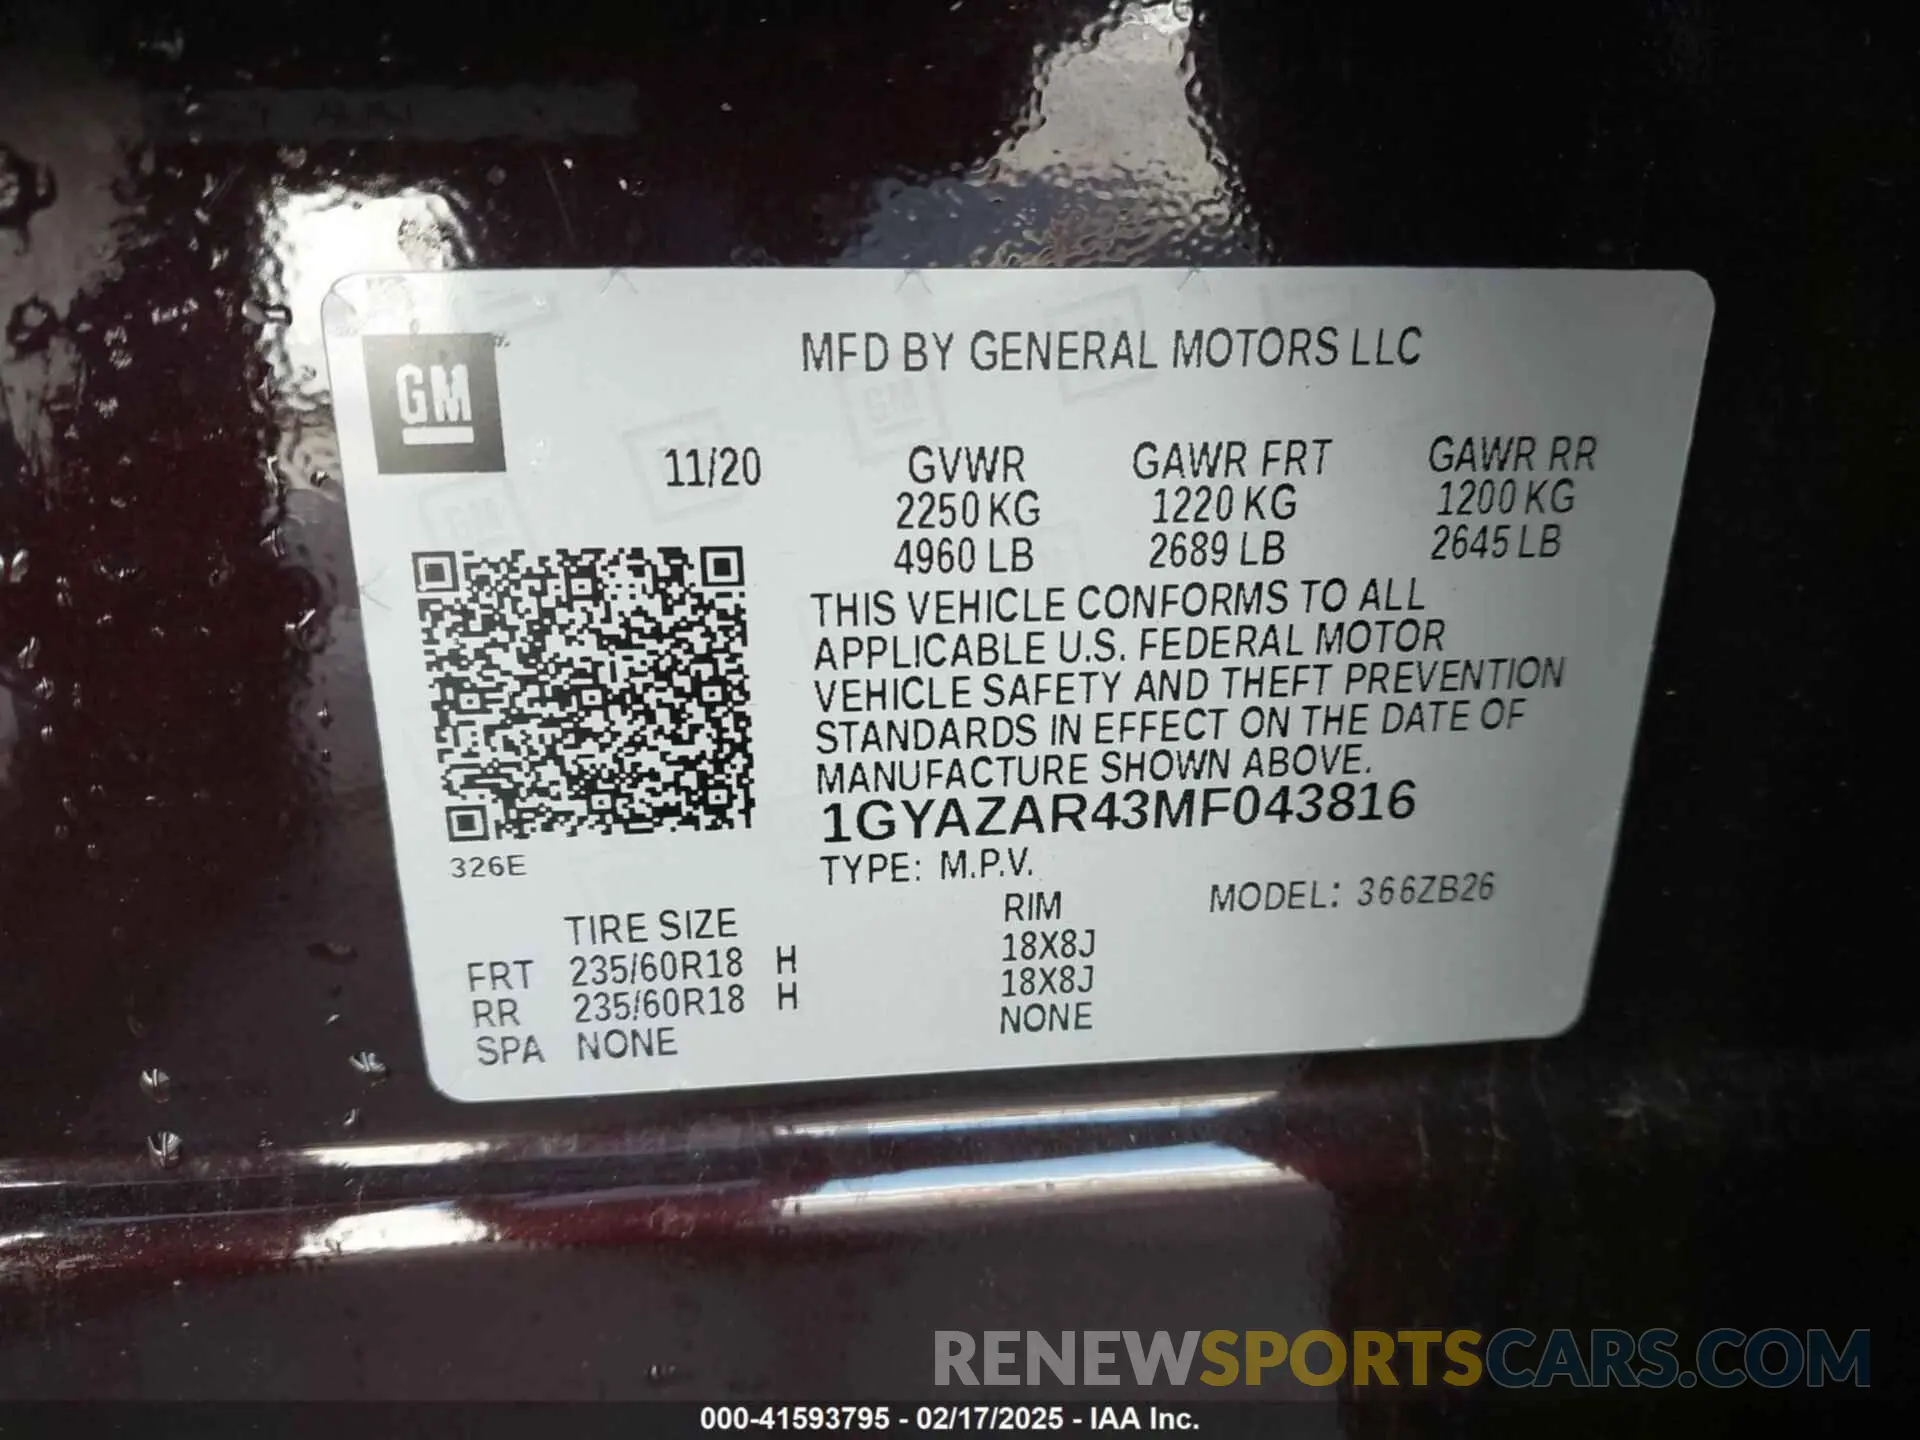 MFD BY GENERAL MOTORS LLC
GM
11/20 GVWR GAWR FRT GAWR RR
2250 KG 1220 KG 1200 KG
4960 LB 2689 LB 2645 LB
THIS VEHICLE CONFORMS TO ALL
APPLICABLE U.S. FEDERAL MOTOR
VEHICLE SAFETY AND THEFT PREVENTION
STANDARDS IN EFFECT ON THE DATE OF
MANUFACTURE SHOWN ABOVE.
1GYAZAR43MF043816
326E
TYPE: M.P.V.
MODEL: 366ZB26
TIRE SIZE RIM
FRT 235/60R18 H 18X8J
RR 235/60R18 H 18X8J
SPA NONE NONE
RENEWSPORTSCARS.COM
000-41593795 - 02/17/2025 - IAA Inc.